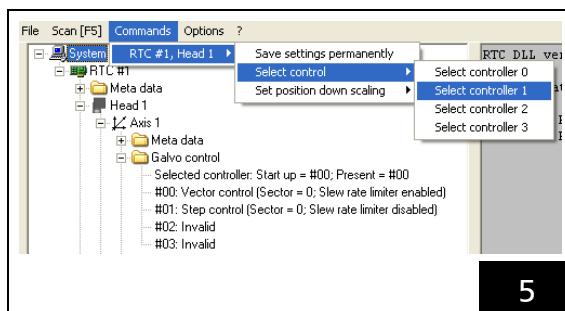 File Scan [F5] Commands Options ?
System
RTC #1, Head 1
Save settings permanently
RTC DLL ver
RTC #1
Select control
Select controller 0
Meta data
Set position down scaling
Select controller 1
Head 1
Select controller 2
Axis 1
Select controller 3
Meta data
Galvo control
Selected controller: Start up = #00; Present = #00
#00: Vector control (Sector = 0; Slew rate limiter enabled)
#01: Step control (Sector = 0; Slew rate limiter disabled)
#02: Invalid
#03: Invalid
5